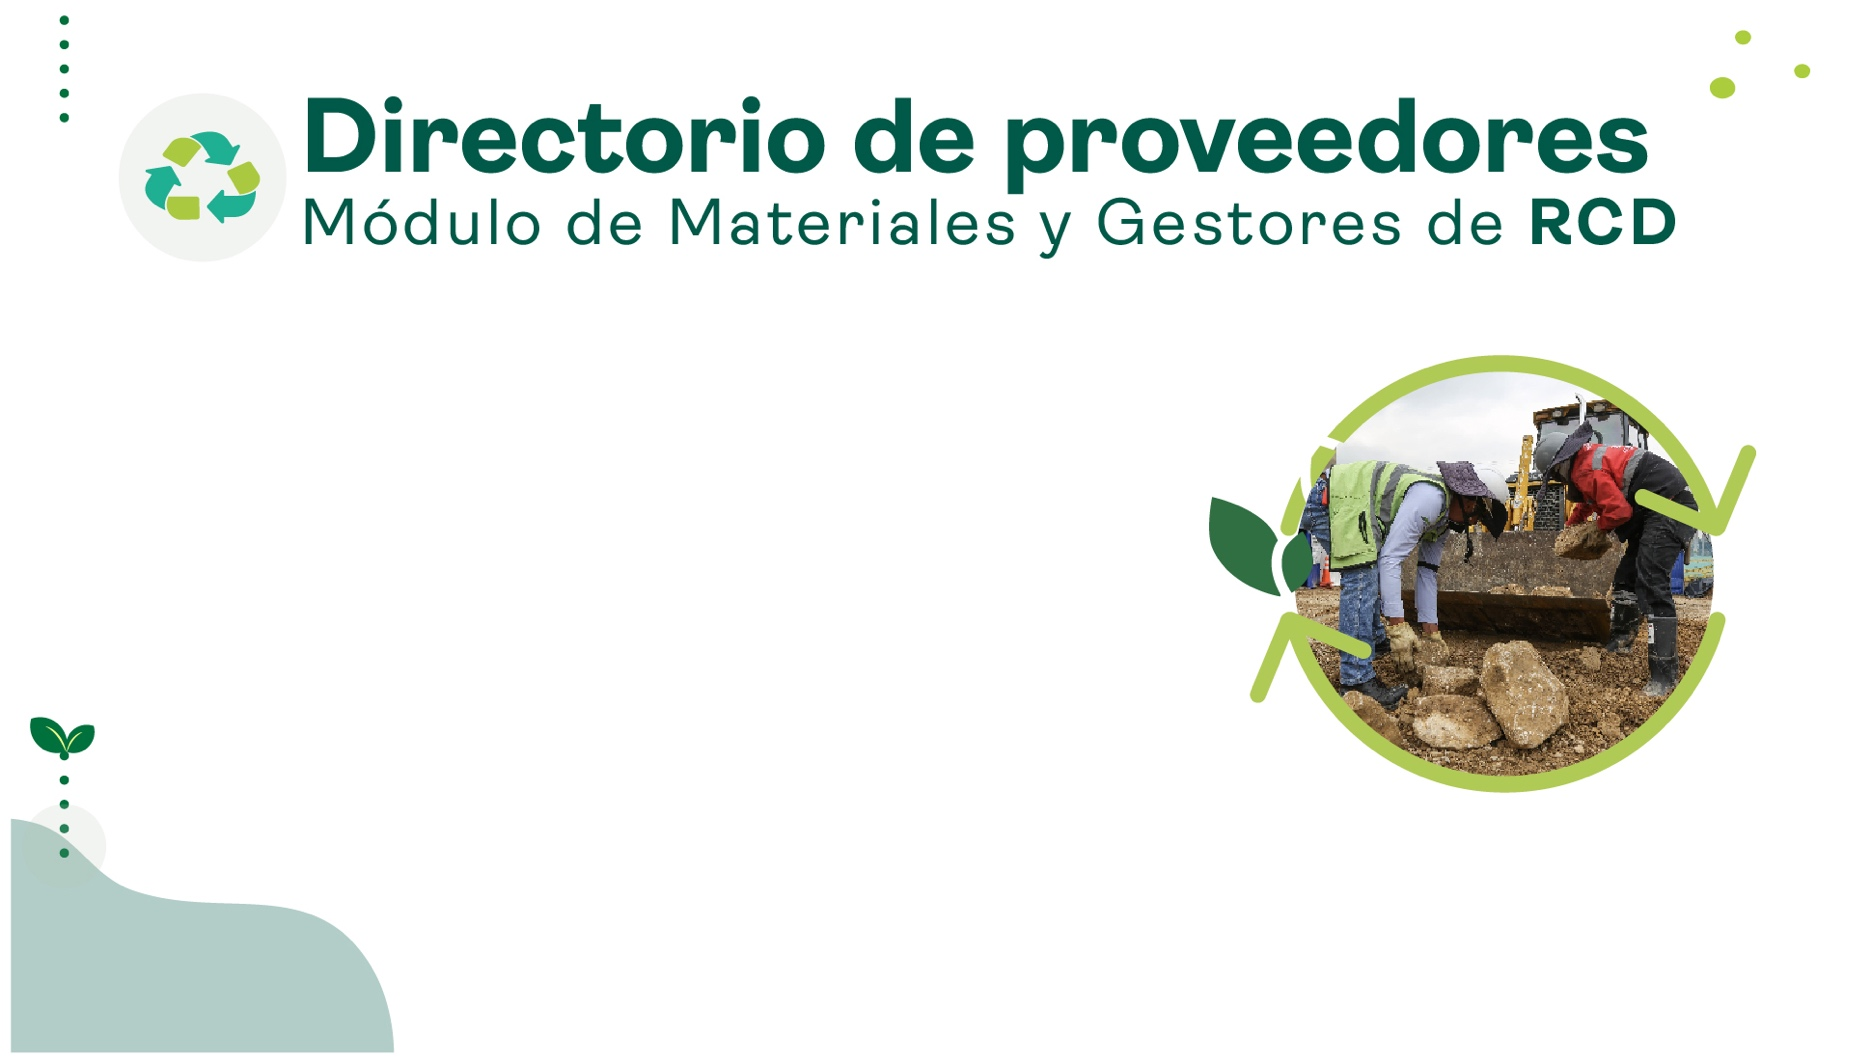 Directorio de proveedores
Módulo de Materiales y Gestores de RCD